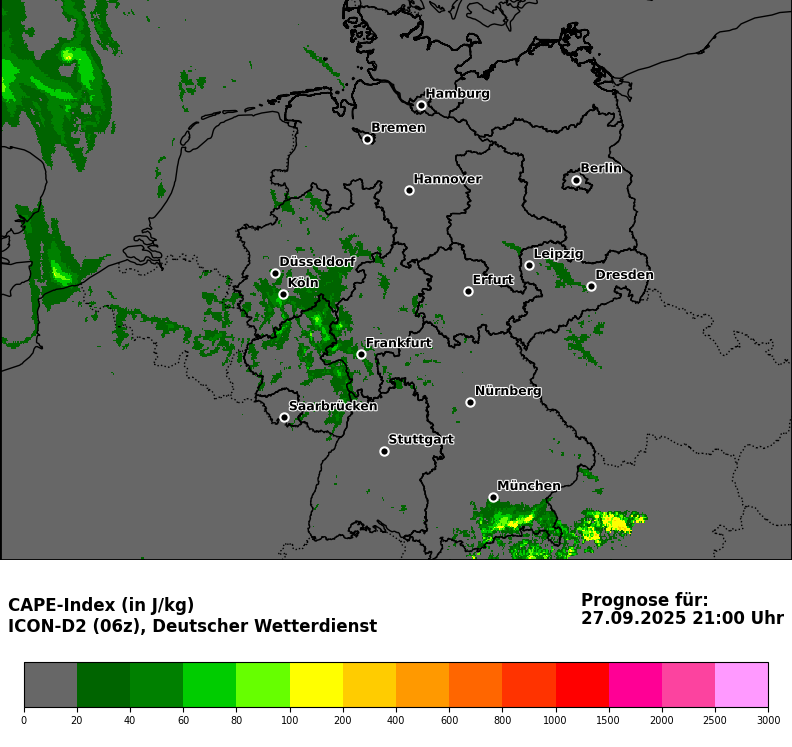 Hamburg
Bremen
Berlin
Hannover
Leipzig
Düsseldorf
Dresden
Köln
Erfurt
Frankfurt
Nürnberg
Saarbrücken
Stuttgart
München
CAPE-Index (in J/kg)
ICON-D2 (06z), Deutscher Wetterdienst
Prognose für:
27.09.2025 21:00 Uhr
0 20 40 60 80 100 200 400 600 800 1000 1500 2000 2500 3000